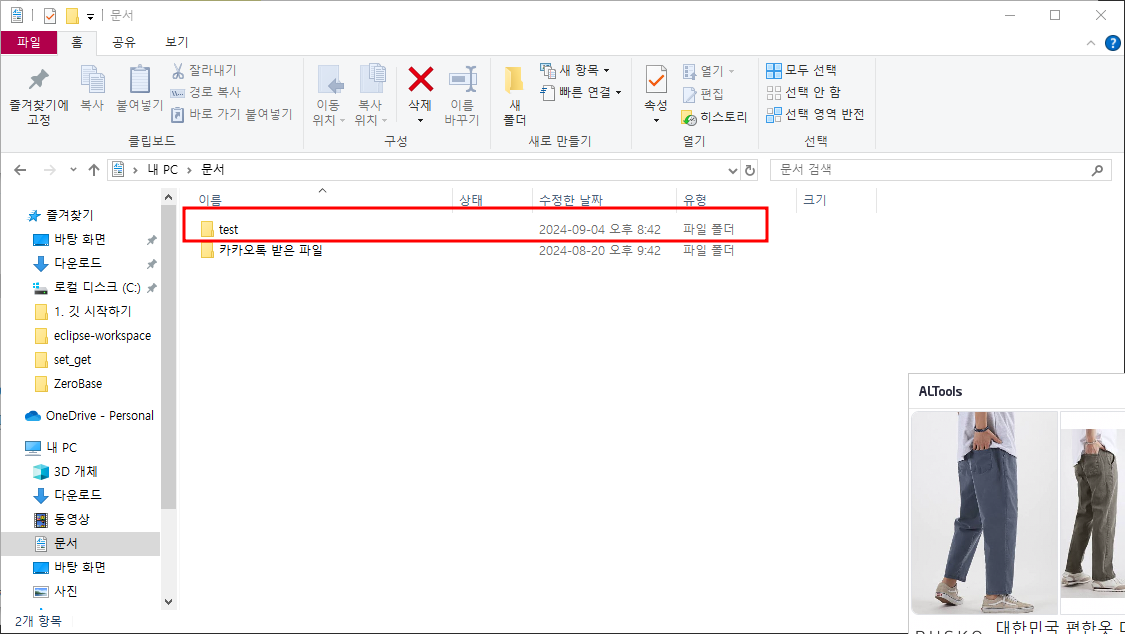 문서
파일 홈 공유 보기
즐겨찾기에 고정
복사
붙여넣기
잘라내기
경로 복사
바로 가기 붙여넣기
클립보드
이동 위치
복사 위치
삭제
이름 바꾸기
구성
새 폴더
새 항목
빠른 연결
새로 만들기
속성
열기
편집
히스토리
열기
모두 선택
선택 안 함
선택 영역 반전
선택
내 PC > 문서
문서 검색
이름 상태 수정한 날짜 유형 크기
test 2024-09-04 오후 8:42 파일 폴더
카카오톡 받은 파일 2024-08-20 오후 9:42 파일 폴더
즐겨찾기
바탕 화면
다운로드
로컬 디스크 (C:)
1. 깃 시작하기
eclipse-workspace
set_get
ZeroBase
OneDrive - Personal
내 PC
3D 개체
다운로드
동영상
문서
바탕 화면
사진
2개 항목
ALTools
대한민국 편한옷